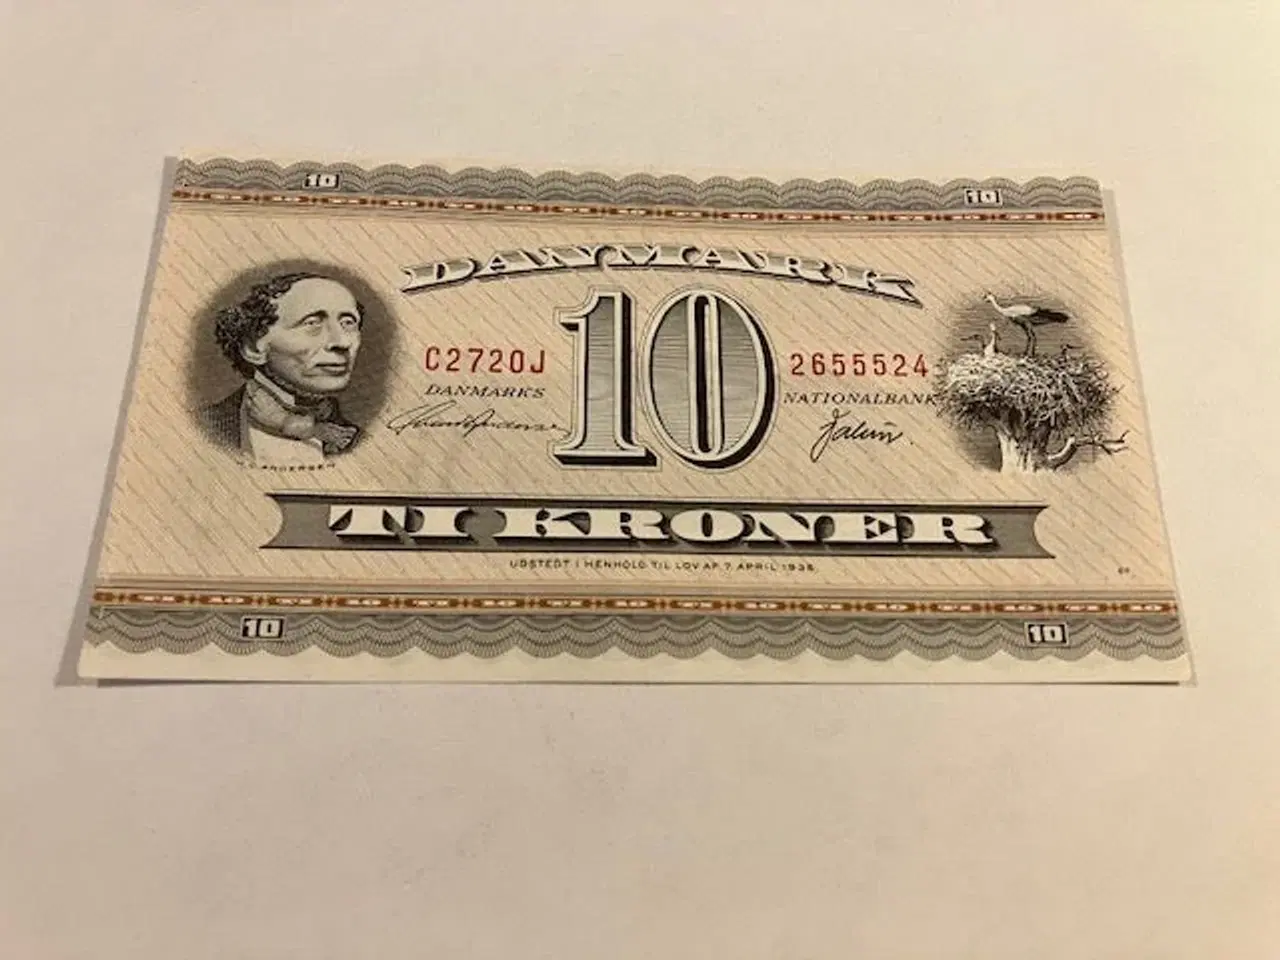 10 10
DANMARK
10
C2720J 2655524
DANMARKS NATIONALBANK
H.C. ANDERSEN
TI KRONER
UDSTEDT I HENHOLD TIL LOV AF 7. APRIL 1936
10 10